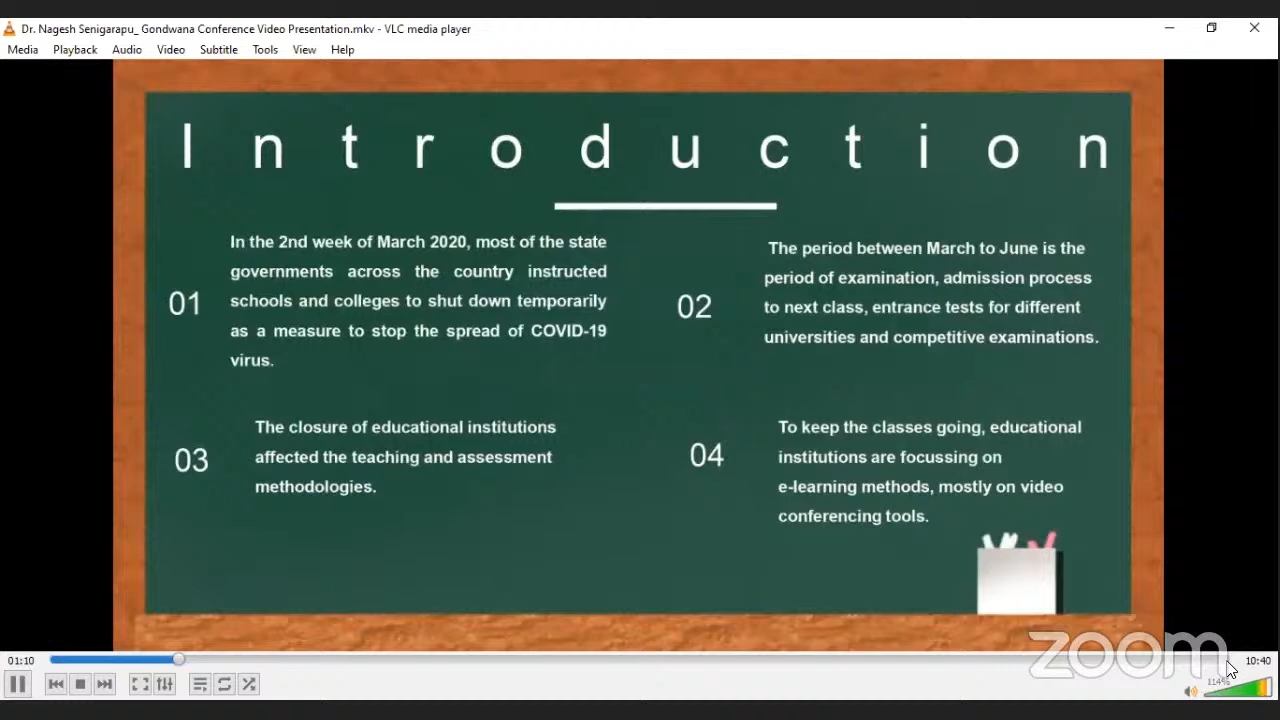 Dr. Nagesh Senigarapu_ Gondwana Conference Video Presentation.mkv - VLC media player
Media Playback Audio Video Subtitle Tools View Help
Introduction
01
In the 2nd week of March 2020, most of the state
governments across the country instructed
schools and colleges to shut down temporarily
as a measure to stop the spread of COVID-19
virus.
02
The period between March to June is the
period of examination, admission process
to next class, entrance tests for different
universities and competitive examinations.
03
The closure of educational institutions
affected the teaching and assessment
methodologies.
04
To keep the classes going, educational
institutions are focussing on
e-learning methods, mostly on video
conferencing tools.
zoom
01:10
10:40
114%